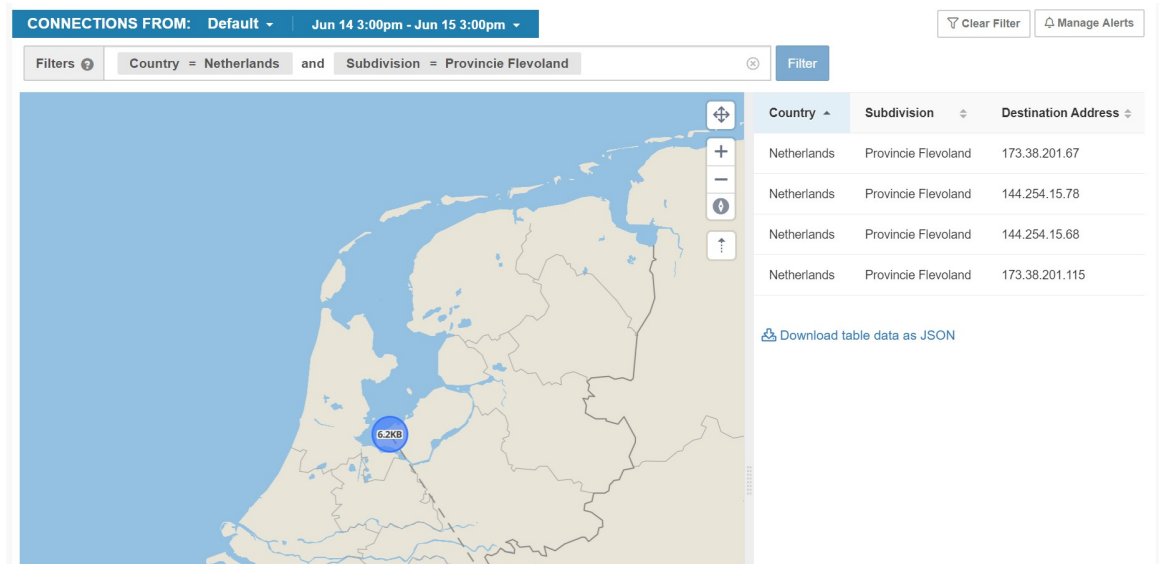 CONNECTIONS FROM: Default Jun 14 3:00pm - Jun 15 3:00pm
Clear Filter Manage Alerts
Filters Country = Netherlands and Subdivision = Provincie Flevoland Filter
Country Subdivision Destination Address
Netherlands Provincie Flevoland 173.38.201.67
Netherlands Provincie Flevoland 144.254.15.78
Netherlands Provincie Flevoland 144.254.15.68
Netherlands Provincie Flevoland 173.38.201.115
Download table data as JSON
6.2KB